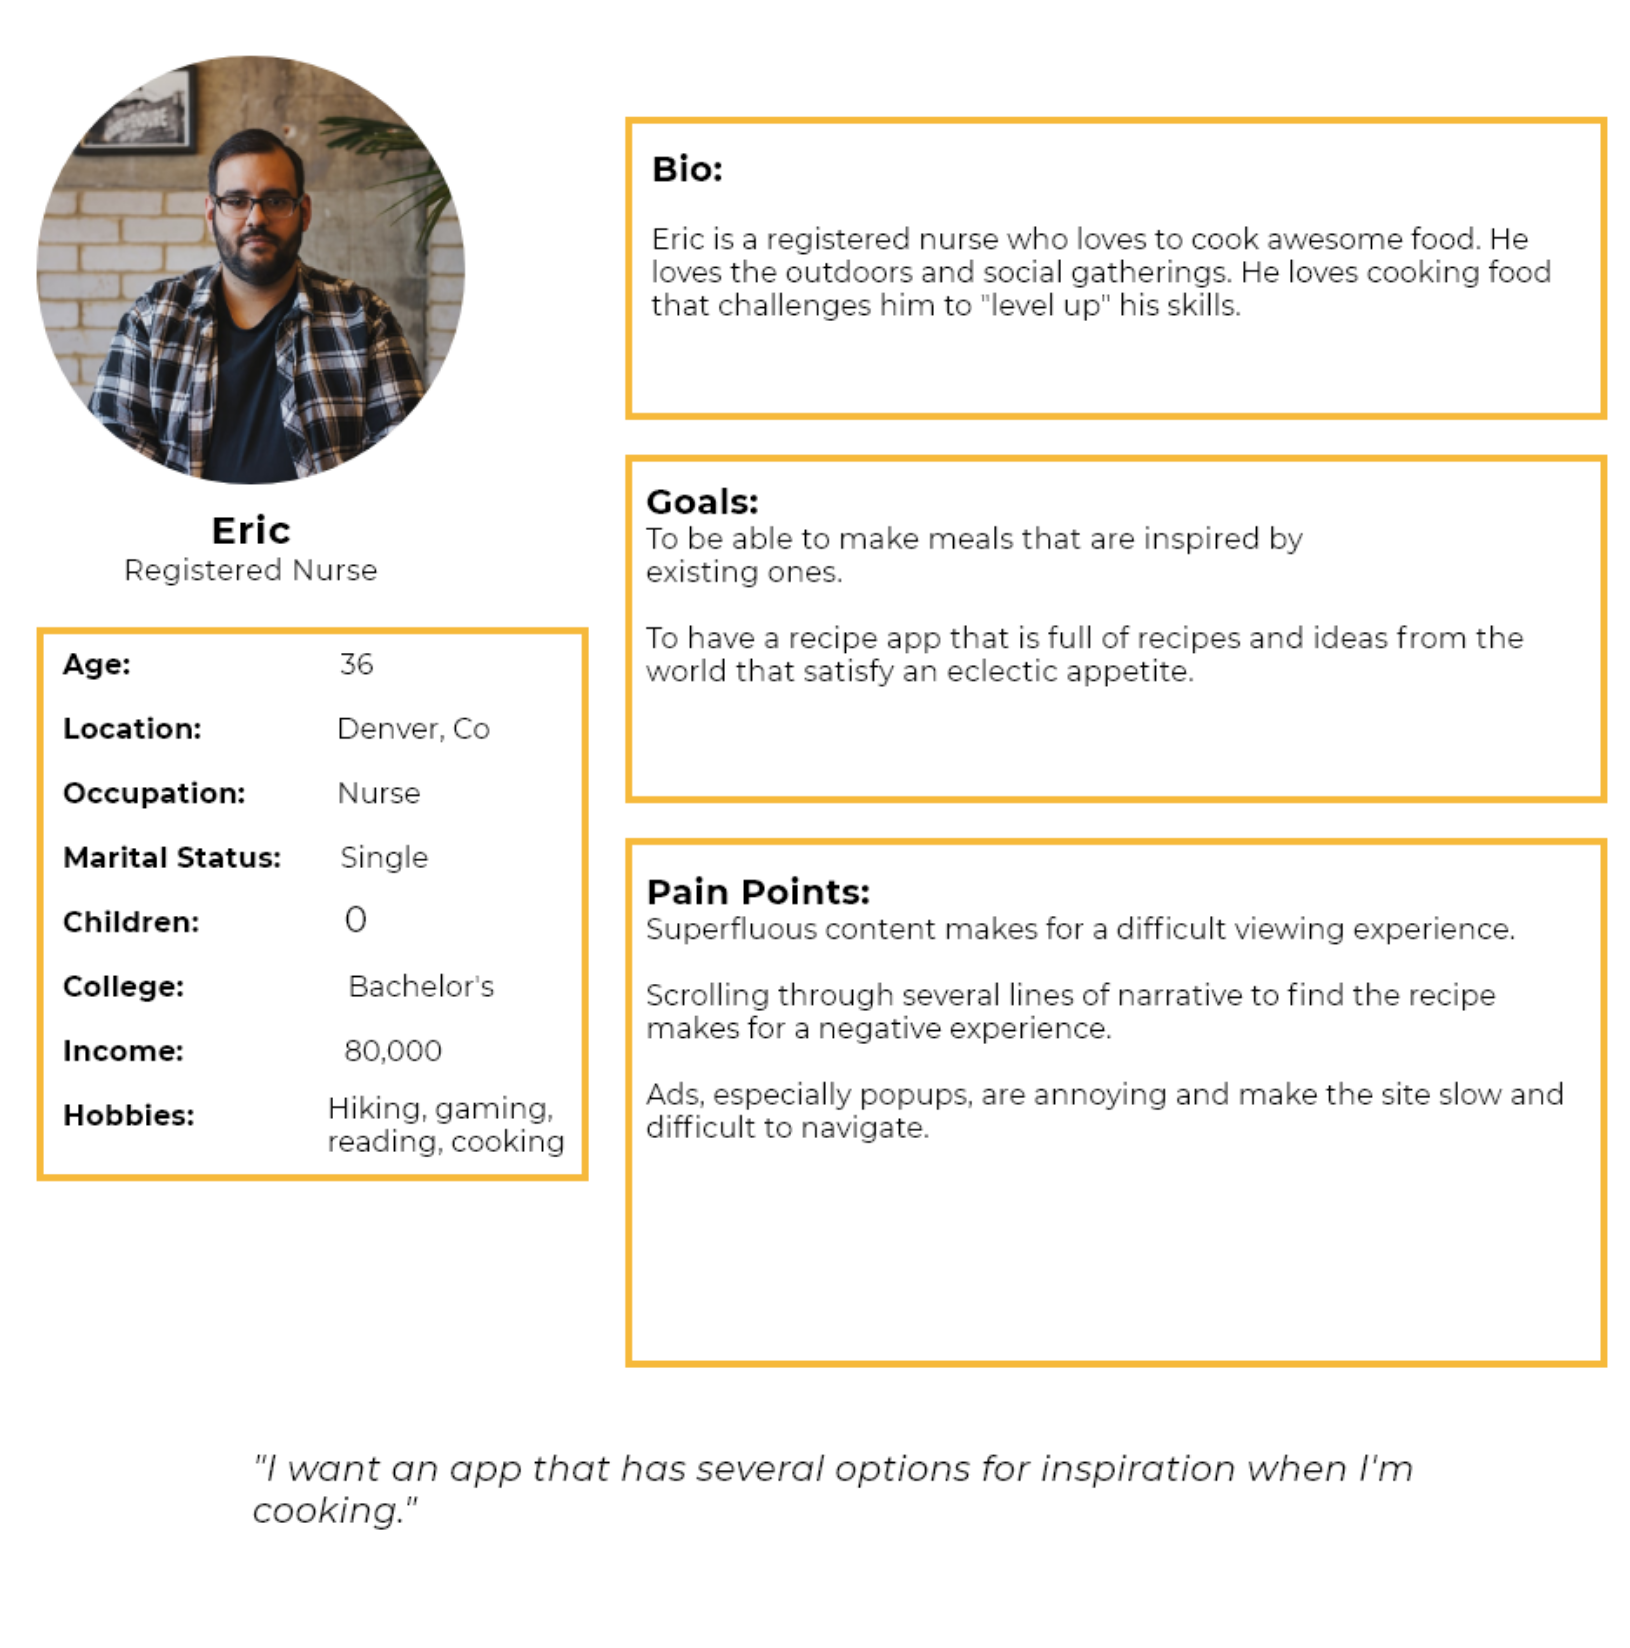 Eric
Registered Nurse
Age: 36
Location: Denver, Co
Occupation: Nurse
Marital Status: Single
Children: 0
College: Bachelor's
Income: 80,000
Hobbies: Hiking, gaming,
reading, cooking
Bio:
Eric is a registered nurse who loves to cook awesome food. He
loves the outdoors and social gatherings. He loves cooking food
that challenges him to "level up" his skills.
Goals:
To be able to make meals that are inspired by
existing ones.
To have a recipe app that is full of recipes and ideas from the
world that satisfy an eclectic appetite.
Pain Points:
Superfluous content makes for a difficult viewing experience.
Scrolling through several lines of narrative to find the recipe
makes for a negative experience.
Ads, especially popups, are annoying and make the site slow and
difficult to navigate.
"I want an app that has several options for inspiration when I'm
cooking."